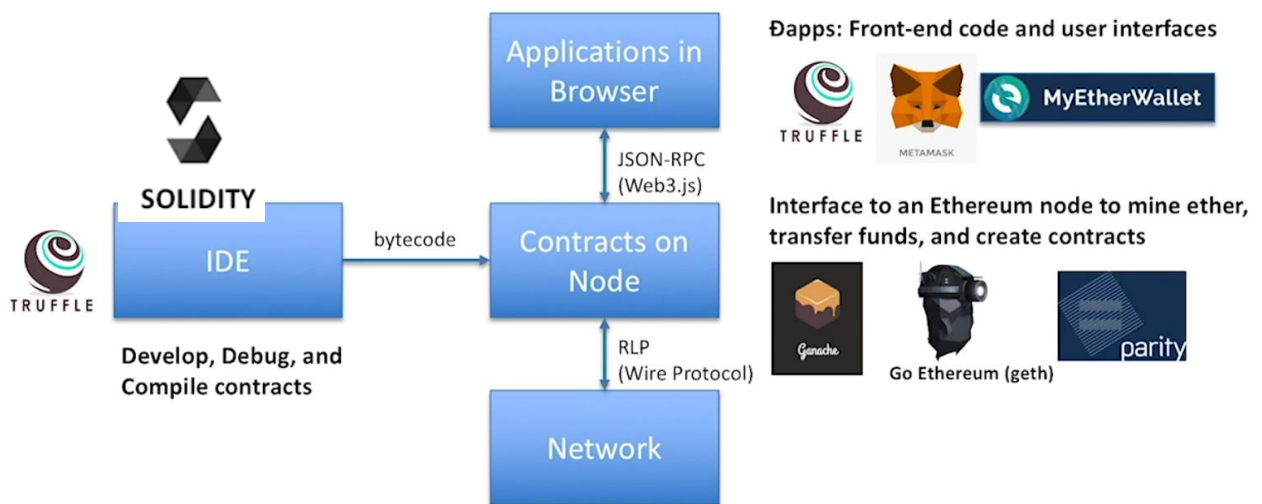 Applications in
Browser
Đapps: Front-end code and user interfaces
TRUFFLE
METAMASK
MyEtherWallet
JSON-RPC
(Web3.js)
SOLIDITY
IDE
TRUFFLE
bytecode
Contracts on
Node
Interface to an Ethereum node to mine ether,
transfer funds, and create contracts
Ganache
Go Ethereum (geth)
parity
Develop, Debug, and
Compile contracts
RLP
(Wire Protocol)
Network